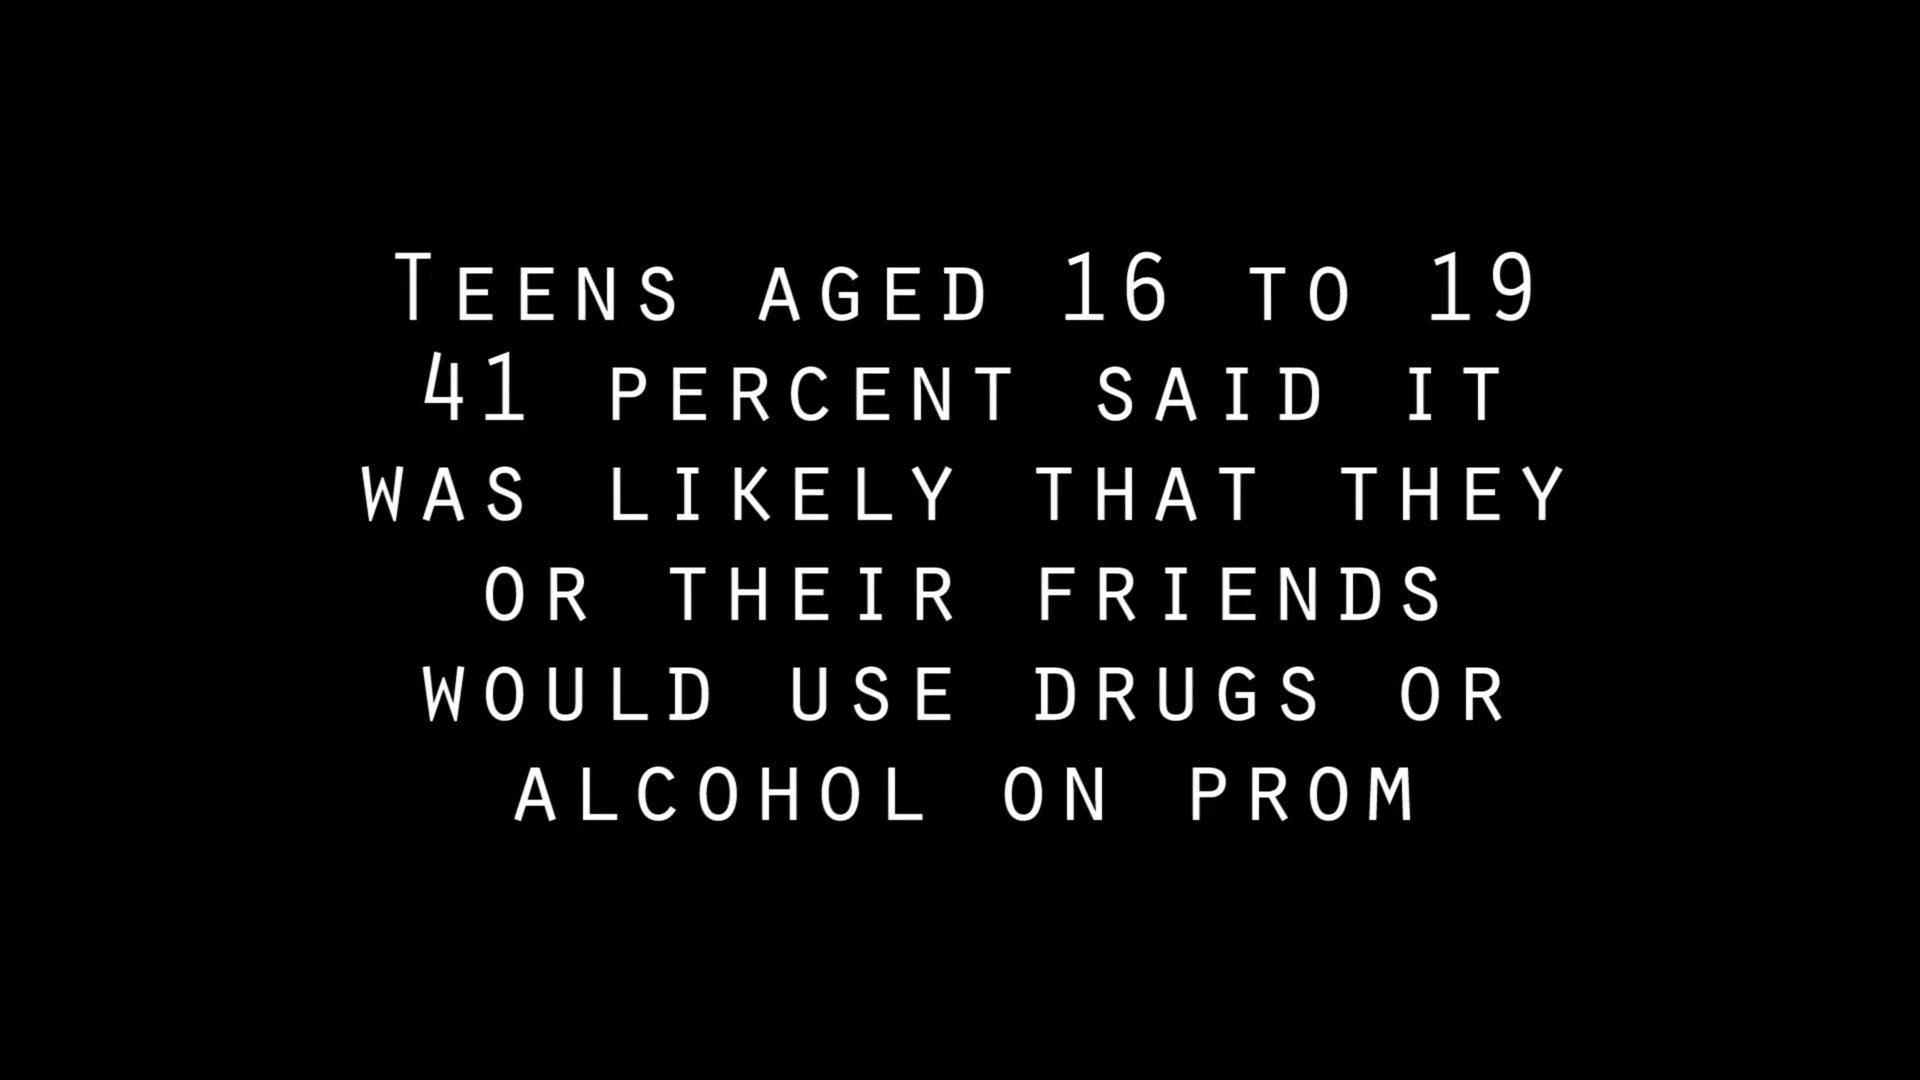 Teens aged 16 to 19
41 percent said it
was likely that they
or their friends
would use drugs or
alcohol on prom